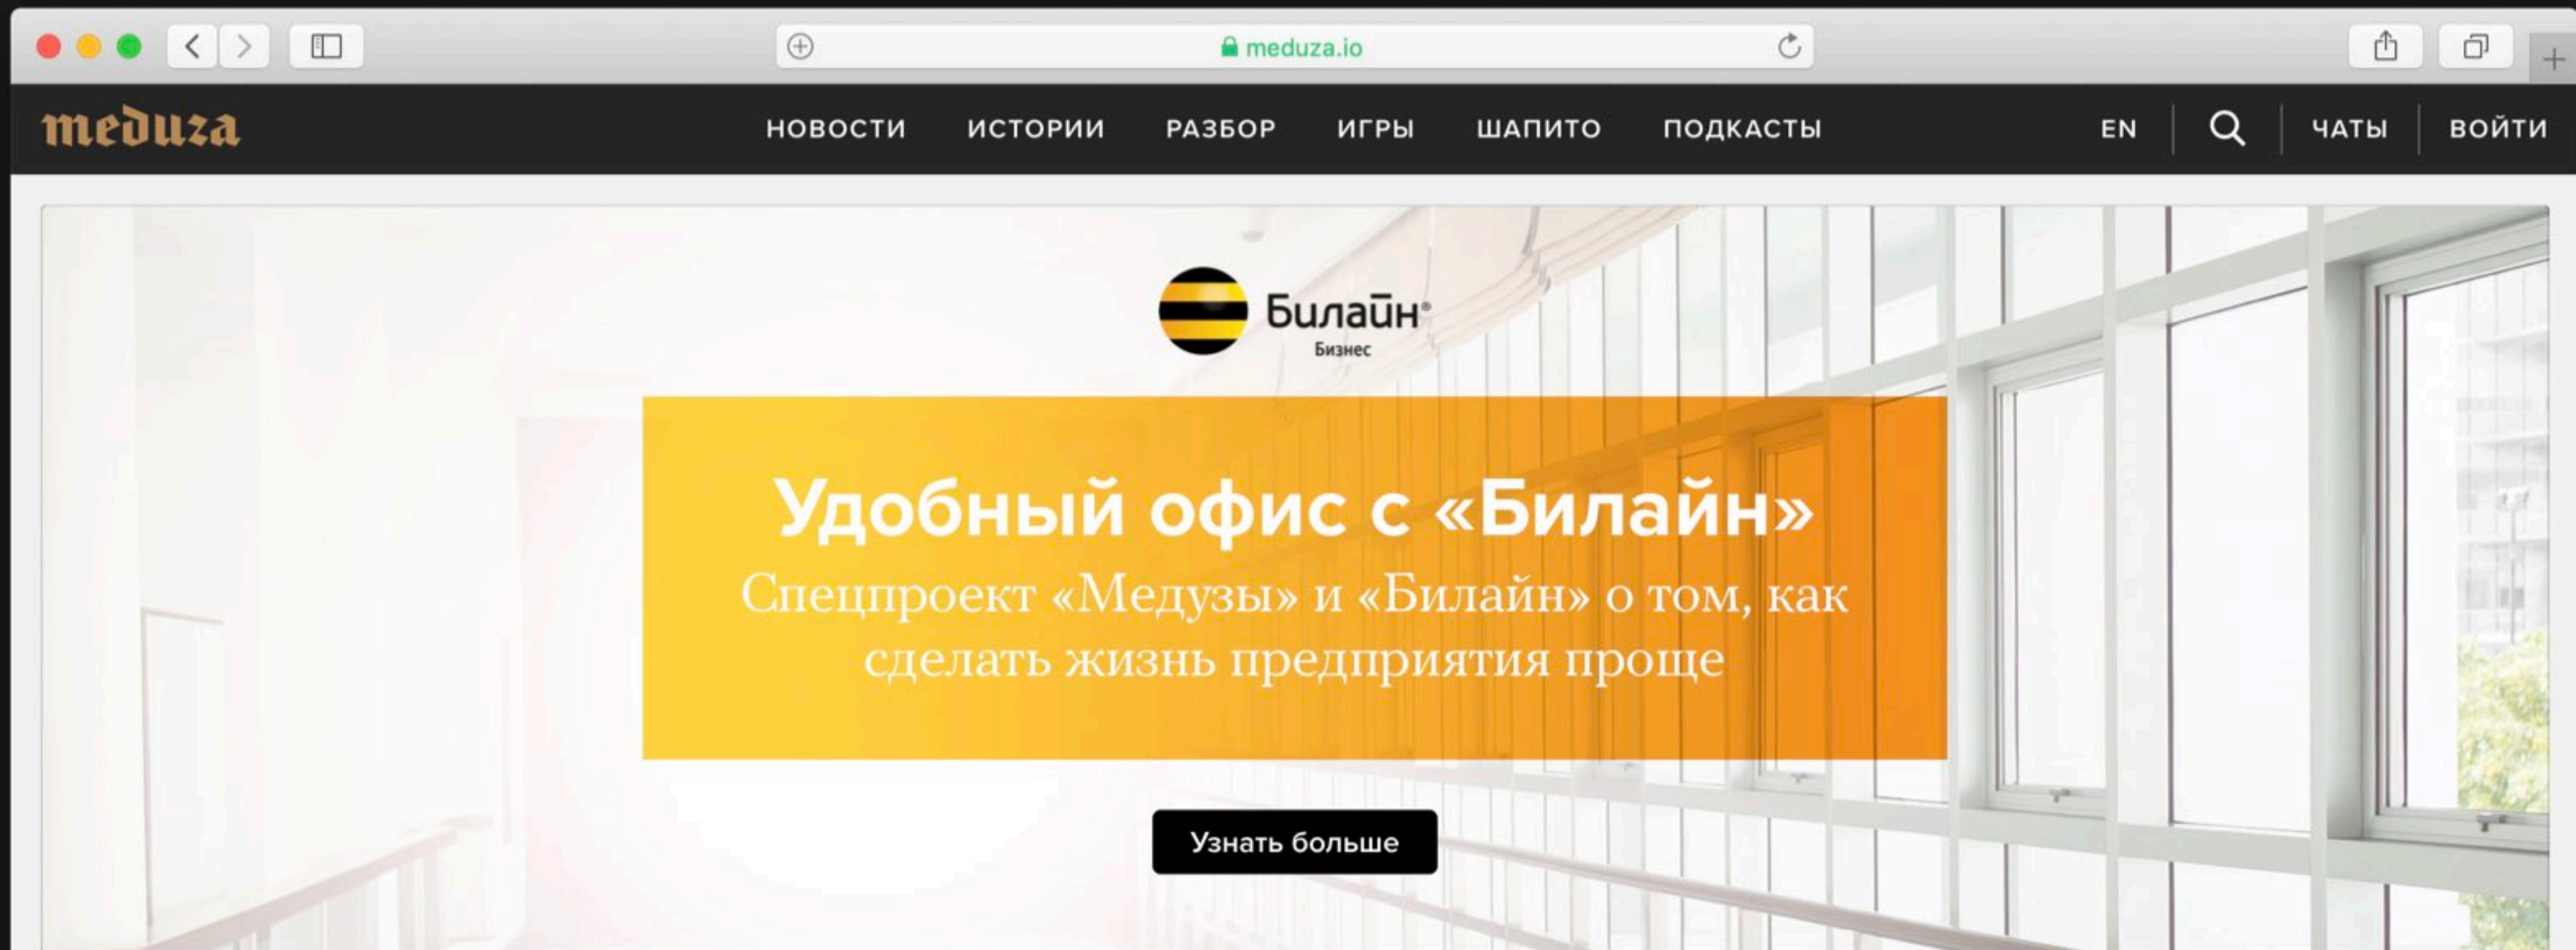 meduza.io
meduza
НОВОСТИ ИСТОРИИ РАЗБОР ИГРЫ ШАПИТО ПОДКАСТЫ EN ЧАТЫ ВОЙТИ
Билайн®
Бизнес
Удобный офис с «Билайн»
Спецпроект «Медузы» и «Билайн» о том, как
сделать жизнь предприятия проще
Узнать больше